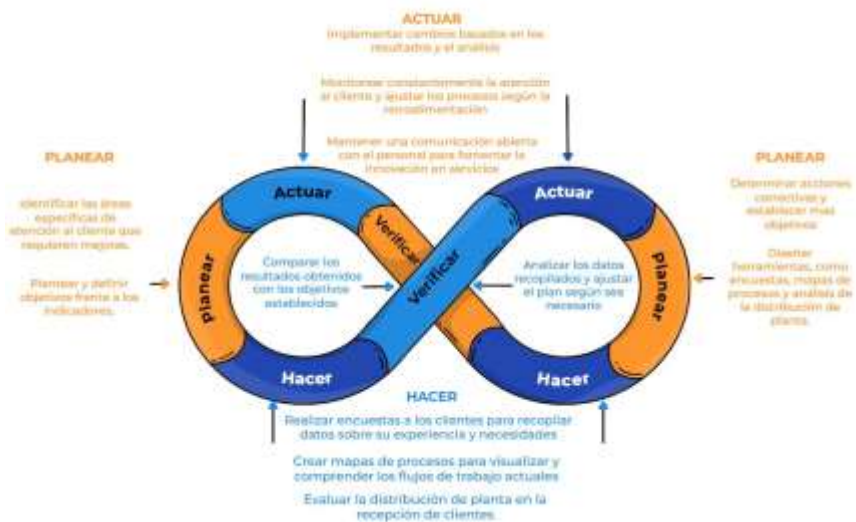 ACTUAR
Implementar cambios basados en los
resultados y el análisis
Monitorear constantemente la atención
al cliente y ajustar los procesos según la
retroalimentación
Mantener una comunicación abierta
con el personal para fomentar la
innovación en servicios
PLANEAR
Identificar las áreas
específicas de
atención al cliente que
requieren mejoras.
Plantear y definir
objetivos frente a los
indicadores.
Actuar
Verificar
Planear
Hacer
Comparar los
resultados obtenidos
con los objetivos
establecidos
Verificar
Actuar
Planear
Hacer
Analizar los datos
recopilados y ajustar
el plan según sea
necesario
PLANEAR
Determinar acciones
correctivas y
establecer mas
objetivos
Diseñar
herramientas, como
encuestas, mapas de
procesos y análisis de
la distribución de
planta.
HACER
Realizar encuestas a los clientes para recopilar
datos sobre su experiencia y necesidades
Crear mapas de procesos para visualizar y
comprender los flujos de trabajo actuales
Evaluar la distribución de planta en la
recepción de clientes